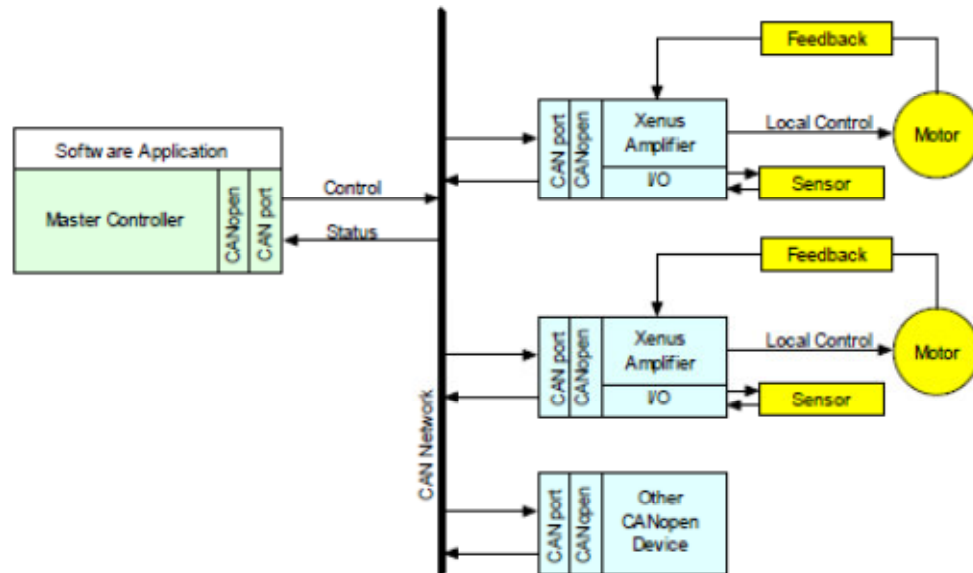 Software Application
Master Controller
CANopen
CAN port
Control
Status
CAN Network
Feedback
CAN port
CANopen
Xenus
Amplifier
I/O
Local Control
Motor
Sensor
Feedback
CAN port
CANopen
Xenus
Amplifier
I/O
Local Control
Motor
Sensor
CAN port
CANopen
Other
CANopen
Device